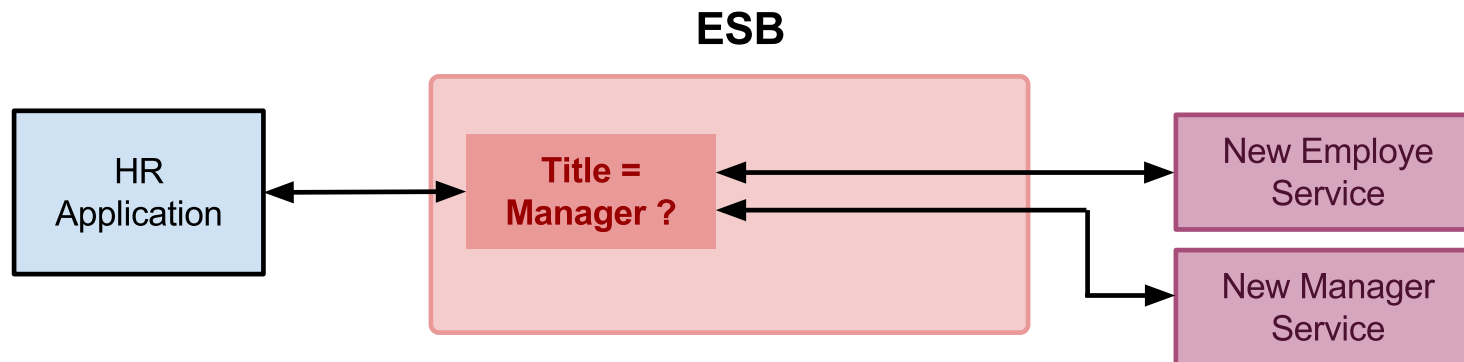 ESB
HR
Application
Title =
Manager ?
New Employe
Service
New Manager
Service